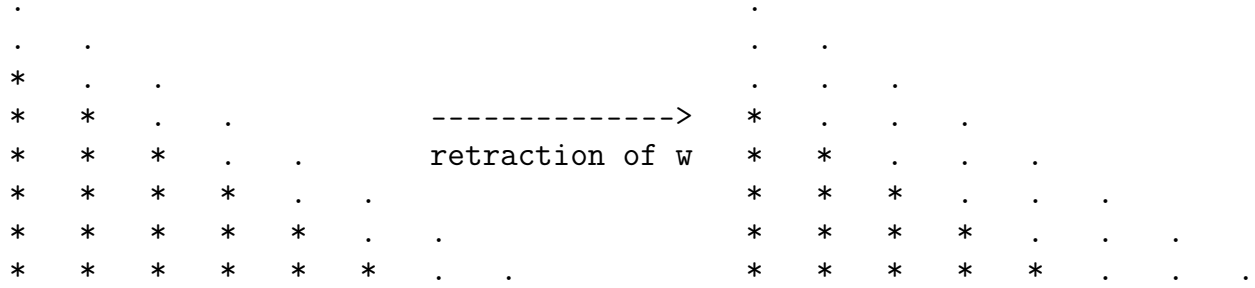 . .
. . . .
* . . . . .
* * . . --------------> * . . .
* * * . . retraction of w * * . . .
* * * * . . * * * . . .
* * * * * . . * * * * . . .
* * * * * * . . * * * * * . . .